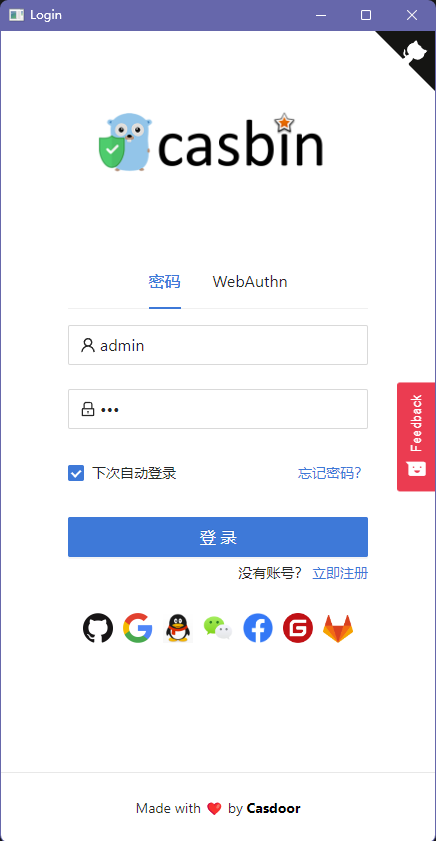 Login
casbin
密码 WebAuthn
admin
•••
下次自动登录 忘记密码?
登录
没有账号? 立即注册
Feedback
Made with ❤️ by Casdoor